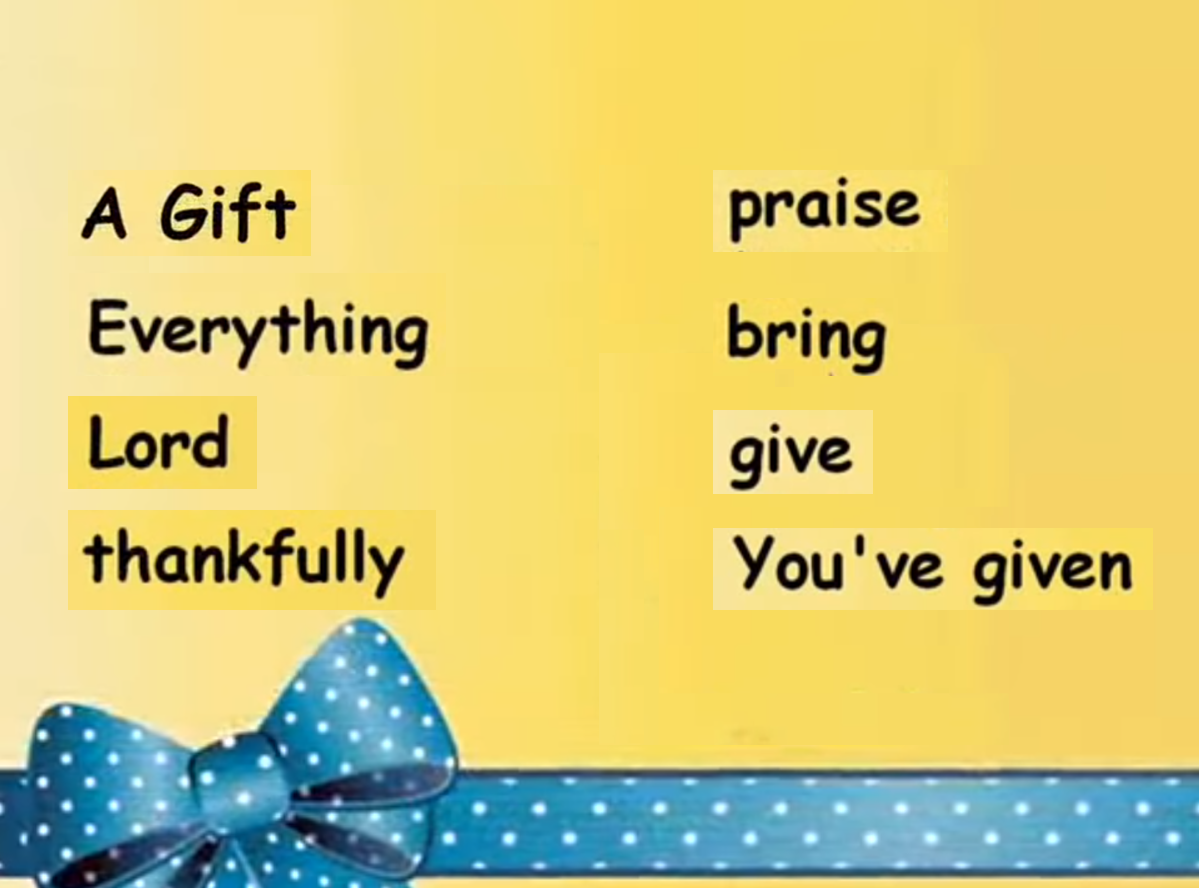 A Gift
Everything
Lord
thankfully
praise
bring
give
You've given